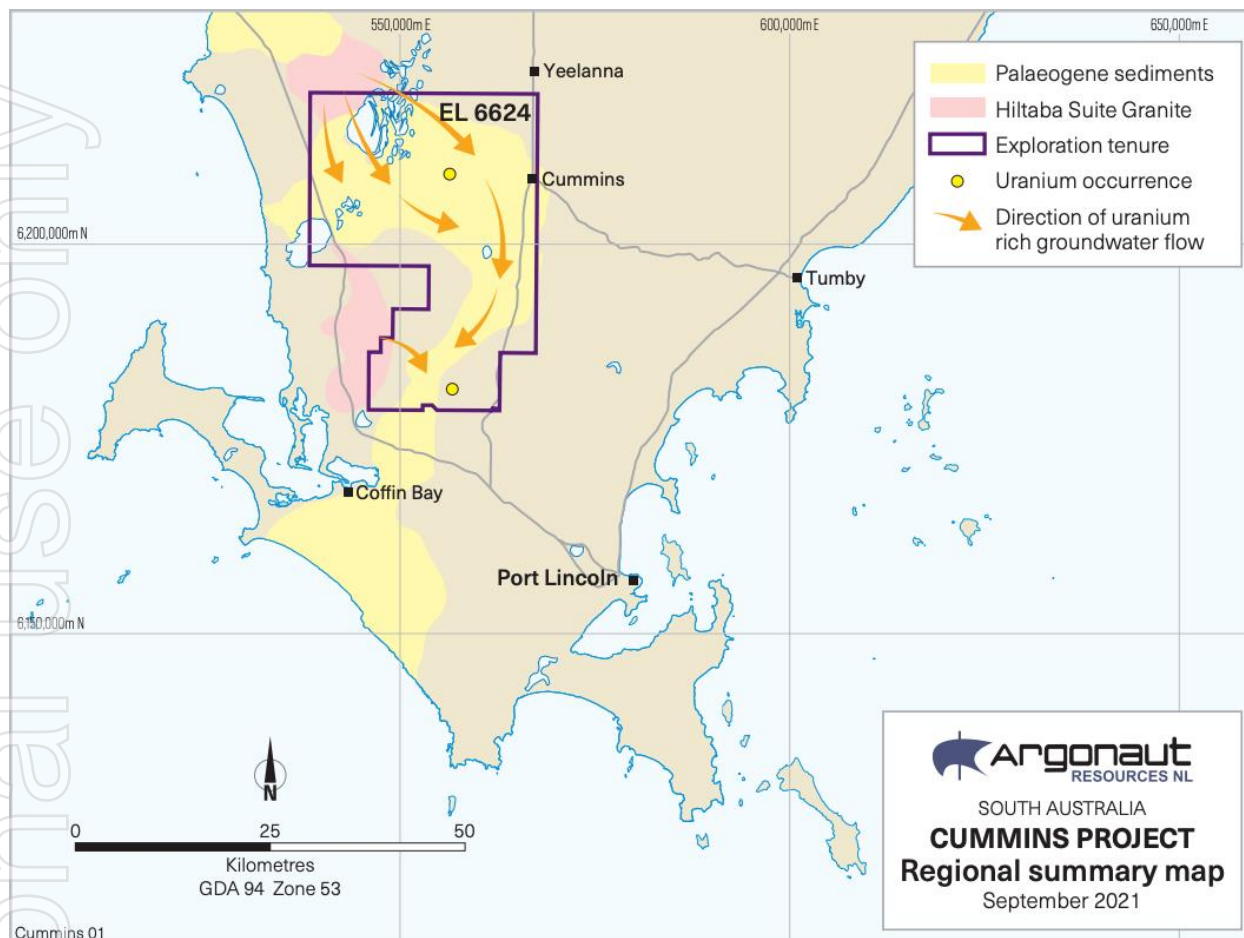 550,000m E
600,000m E
650,000m E
Yeelanna
EL 6624
Cummins
6,200,000m N
Tumby
Coffin Bay
Port Lincoln
6,150,000m N
Palaeogene sediments
Hiltaba Suite Granite
Exploration tenure
Uranium occurrence
Direction of uranium
rich groundwater flow
N
0 25 50
Kilometres
GDA 94 Zone 53
Argonaut
RESOURCES NL
SOUTH AUSTRALIA
CUMMINS PROJECT
Regional summary map
September 2021
Cummins 01
onal use only